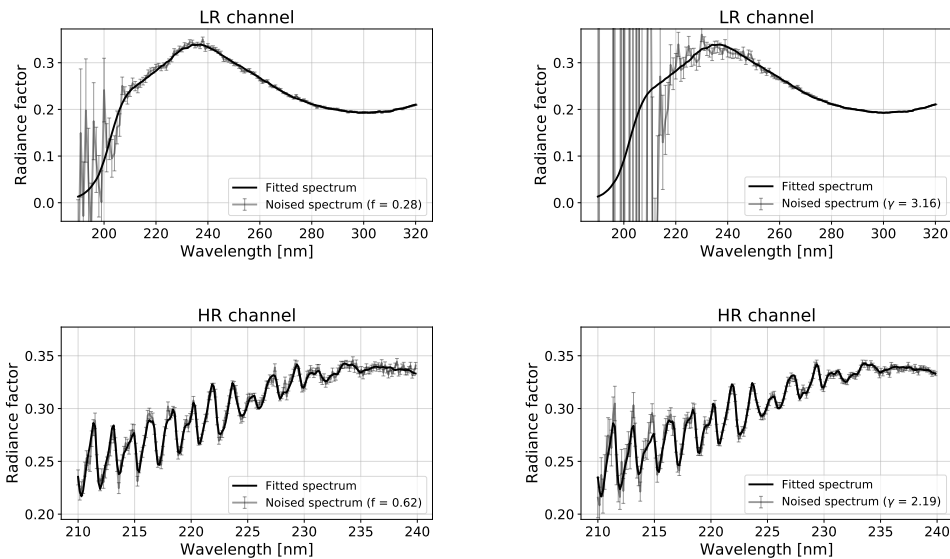 LR channel
Radiance factor
0.3
0.2
0.1
0.0
Fitted spectrum
Noised spectrum (f = 0.28)
200 220 240 260 280 300 320
Wavelength [nm]
LR channel
Radiance factor
0.3
0.2
0.1
0.0
Fitted spectrum
Noised spectrum (γ = 3.16)
200 220 240 260 280 300 320
Wavelength [nm]
HR channel
Radiance factor
0.35
0.30
0.25
0.20
Fitted spectrum
Noised spectrum (f = 0.62)
210 215 220 225 230 235 240
Wavelength [nm]
HR channel
Radiance factor
0.35
0.30
0.25
0.20
Fitted spectrum
Noised spectrum (γ = 2.19)
210 215 220 225 230 235 240
Wavelength [nm]